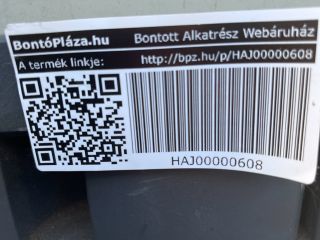 BontóPláza.hu Bontott Alkatrész Webáruház
A termék linkje: http://bpz.hu/p/HAJ00000608
HAJ00000608